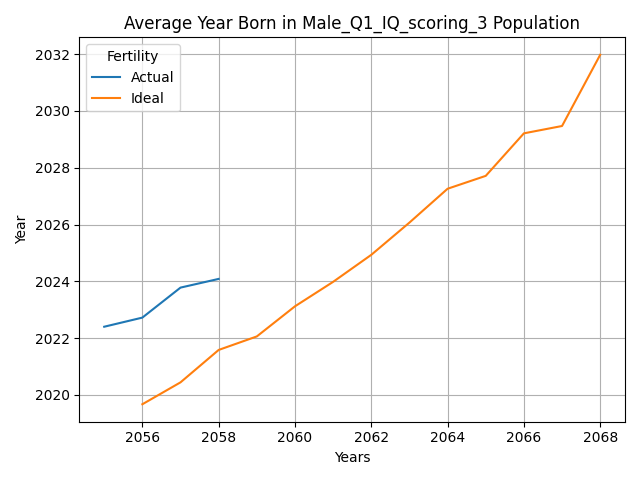 Average Year Born in Male_Q1_IQ_scoring_3 Population
Fertility
Actual
Ideal
2032
2030
2028
2026
2024
2022
2020
Year
2056 2058 2060 2062 2064 2066 2068
Years